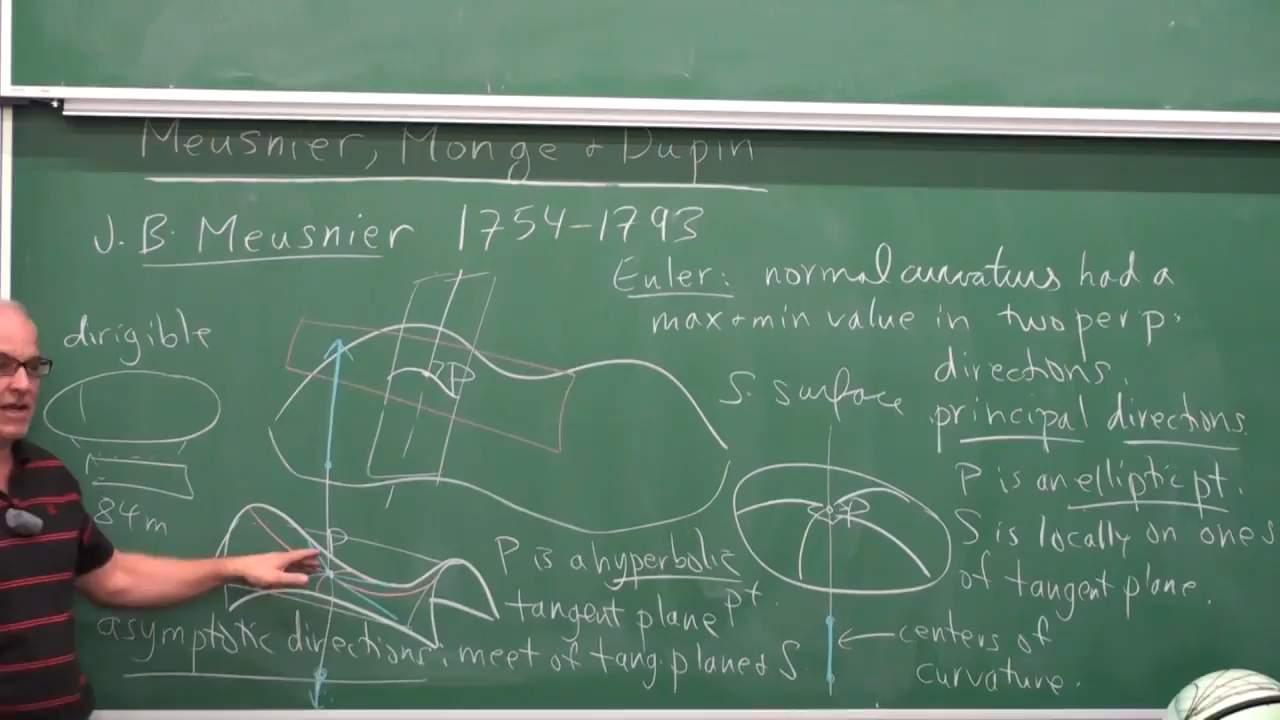 Meusnier, Monge & Dupin
J. B. Meusnier 1754-1793
Euler: normal curvatures had a
max & min value in two perp.
directions.
principal directions.
dirigible
84 m
P
S. surface
P is an elliptic pt.
S is locally on one s
of tangent plane.
P
centers of
curvature.
P
P is a hyperbolic pt.
tangent plane
asymptotic directions: meet of tang. plane & S